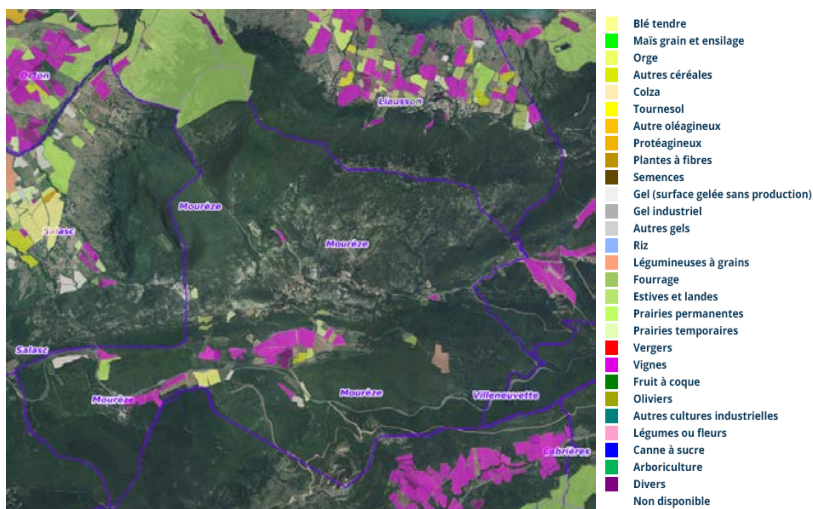 Octon
Liausson
Mourèze
Salasc
Mourèze
Salasc
Mourèze
Mourèze
Villeneuvette
Cabrières
Blé tendre
Maïs grain et ensilage
Orge
Autres céréales
Colza
Tournesol
Autre oléagineux
Protéagineux
Plantes à fibres
Semences
Gel (surface gelée sans production)
Gel industriel
Autres gels
Riz
Légumineuses à grains
Fourrage
Estives et landes
Prairies permanentes
Prairies temporaires
Vergers
Vignes
Fruit à coque
Oliviers
Autres cultures industrielles
Légumes ou fleurs
Canne à sucre
Arboriculture
Divers
Non disponible